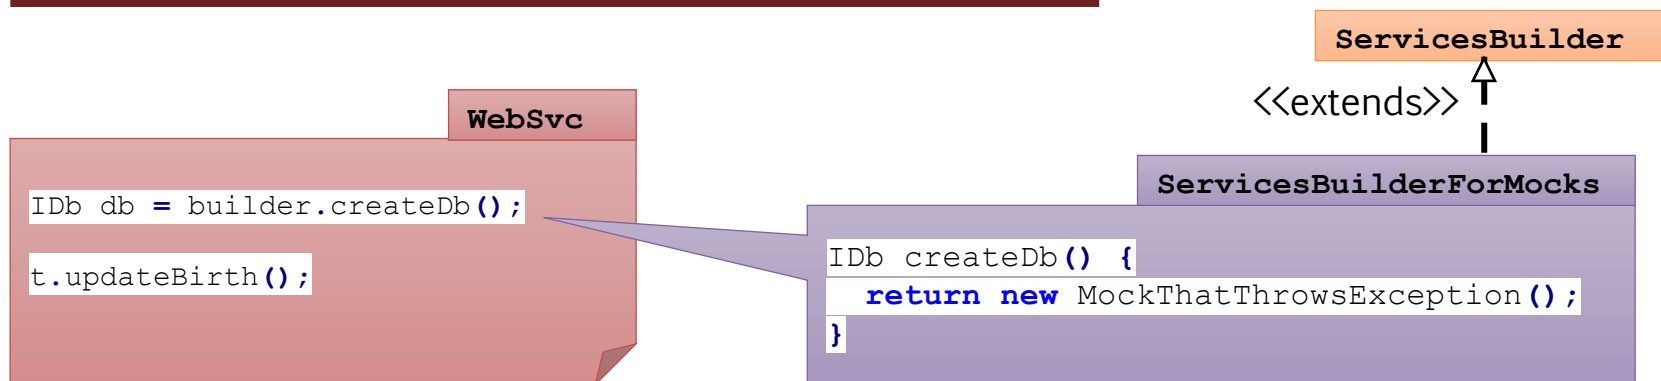 ServicesBuilder
<<extends>>
WebSvc
IDb db = builder.createDb();
t.updateBirth();
ServicesBuilderForMocks
IDb createDb() {
  return new MockThatThrowsException();
}